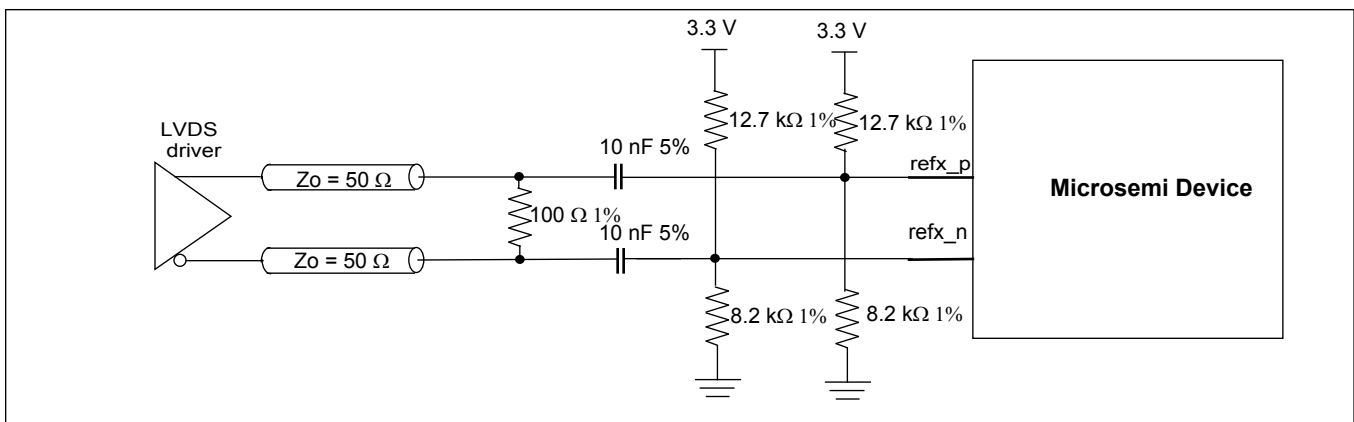 3.3 V
3.3 V
12.7 kΩ 1%
12.7 kΩ 1%
LVDS
driver
10 nF 5%
refx_p
Zo = 50 Ω
Microsemi Device
100 Ω 1%
10 nF 5%
refx_n
Zo = 50 Ω
8.2 kΩ 1%
8.2 kΩ 1%